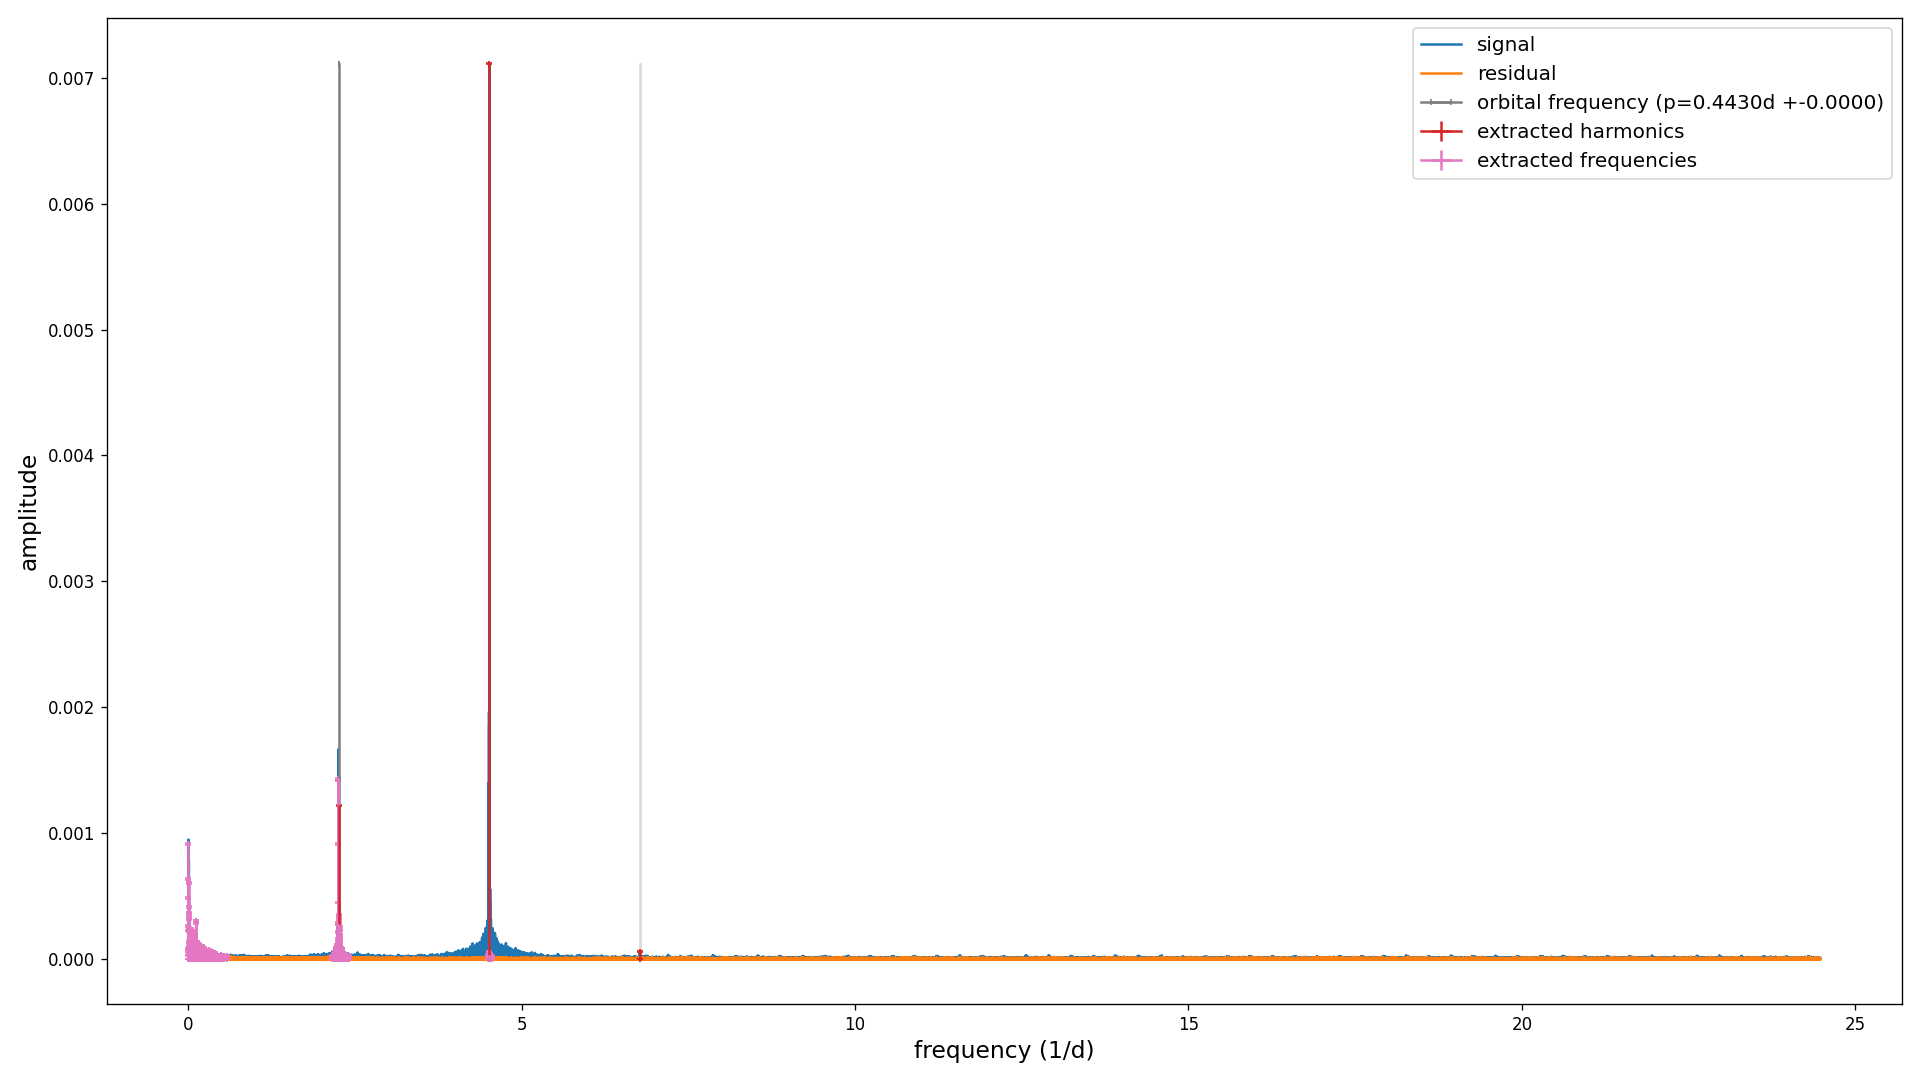 signal
residual
orbital frequency (p=0.4430d +-0.0000)
extracted harmonics
extracted frequencies
0.007
0.006
0.005
0.004
0.003
0.002
0.001
0.000
amplitude
0 5 10 15 20 25
frequency (1/d)